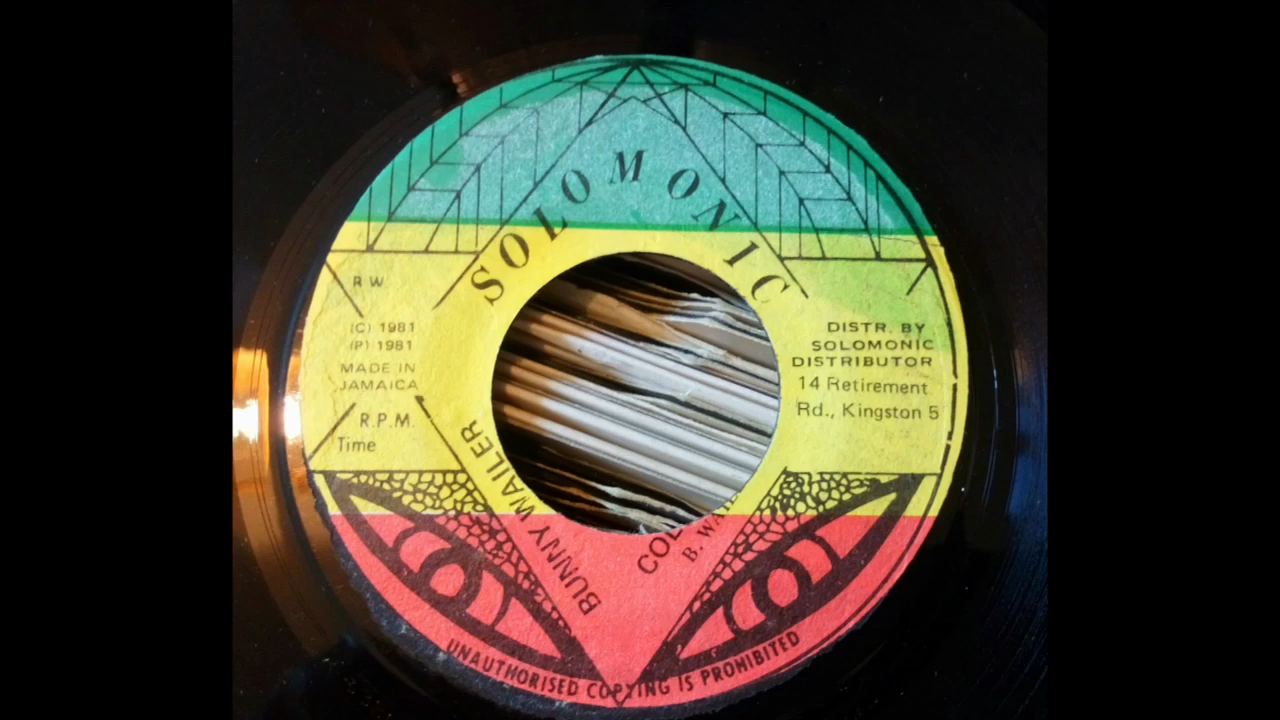 SOLOMONIC
RW
(C) 1981
(P) 1981
MADE IN
JAMAICA
R.P.M.
Time
DISTR. BY
SOLOMONIC
DISTRIBUTOR
14 Retirement
Rd., Kingston 5
BUNNY WAILER
B.
UNAUTHORISED COPYING IS PROHIBITED